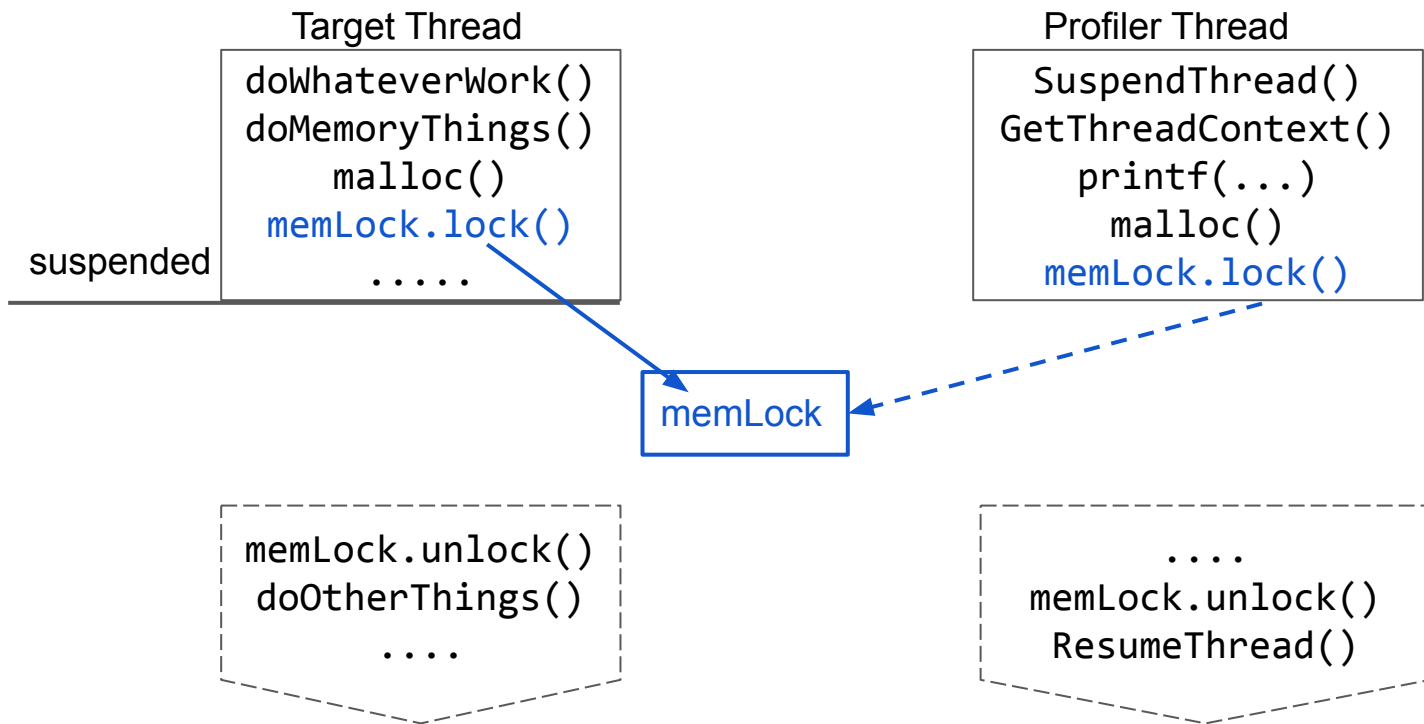 Target Thread
doWhateverWork()
doMemoryThings()
malloc()
memLock.lock()
.....
suspended
Profiler Thread
SuspendThread()
GetThreadContext()
printf(...)
malloc()
memLock.lock()
memLock
memLock.unlock()
doOtherThings()
....
....
memLock.unlock()
ResumeThread()